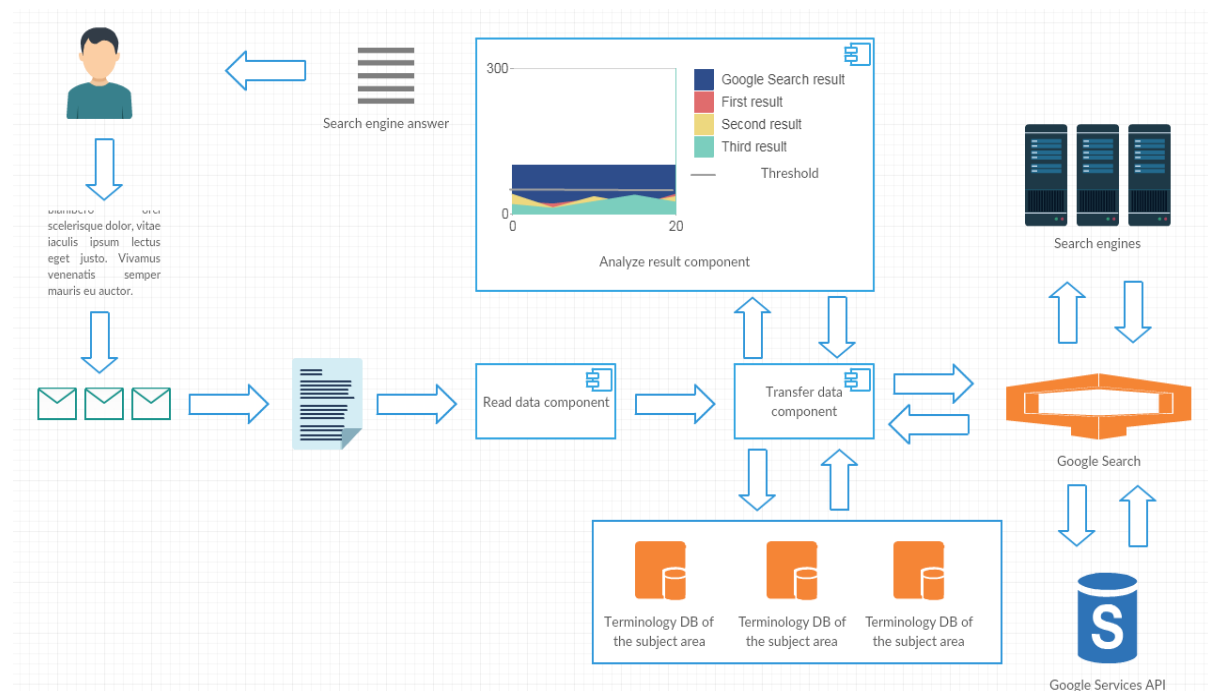 Search engine answer
300
0
0
20
Google Search result
First result
Second result
Third result
Threshold
Analyze result component
Search engines
scelerisque dolor, vitae
iaculis ipsum lectus
eget justo. Vivamus
venenatis semper
mauris eu auctor.
Read data component
Transfer data
component
Google Search
Terminology DB of
the subject area
Terminology DB of
the subject area
Terminology DB of
the subject area
S
Google Services API